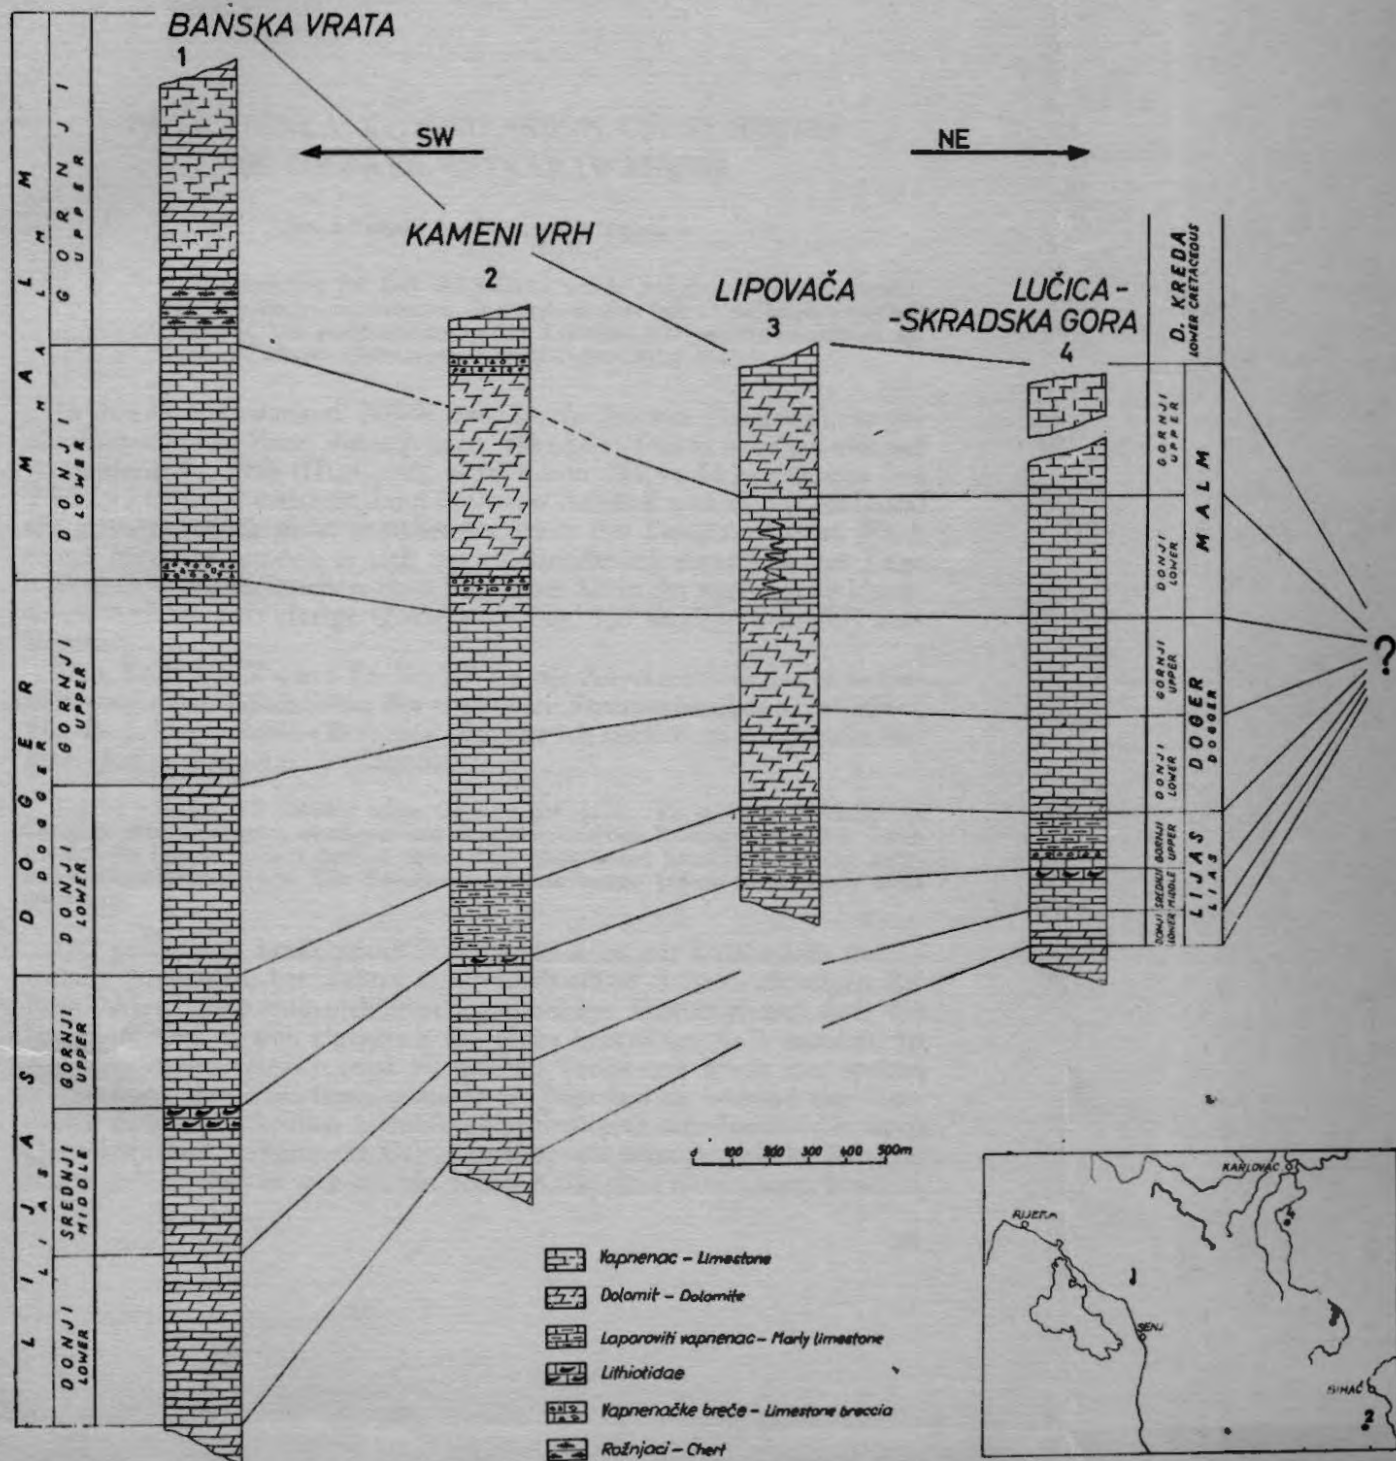 BANSKA VRATA
1
SW
NE
KAMENI VRH
2
LIPOVAČA
3
LUČICA-
-SKRADSKA GORA
4
MALM
MALM
GORNJI
UPPER
DONJI
LOWER
DOGER
DOGGER
GORNJI
UPPER
DONJI
LOWER
LIJAS
LIAS
GORNJI
UPPER
SREDNJI
MIDDLE
DONJI
LOWER
D. KREDA
LOWER CRETACEOUS
MALM
GORNJI
UPPER
DONJI
LOWER
DOGER
DOGGER
GORNJI
UPPER
DONJI
LOWER
LIJAS
LIAS
GORNJI
UPPER
SREDNJI
MIDDLE
DONJI
LOWER
?
0 100 200 300 400 500m
Vapnenac - Limestone
Dolomit - Dolomite
Laporoviti vapnenac - Marly limestone
Lithiotidae
Vapnenačke breče - Limestone breccia
Rožnjaci - Chert
KARLOVAC
RIJEKA
1
SENJ
BIHAĆ
2